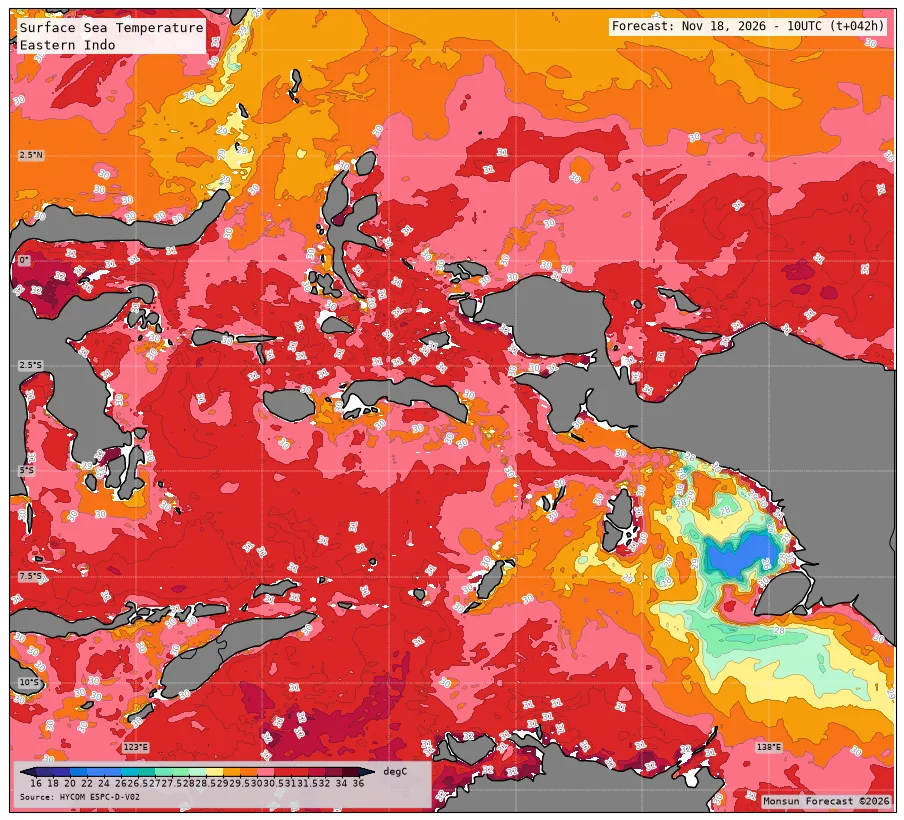 Surface Sea Temperature
Eastern Indo
Forecast: Nov 18, 2026 - 10UTC (t+042h)
2.5°N
0°
2.5°S
5°S
7.5°S
10°S
123°E
138°E
degC
16 18 20 22 24 26 26.5 27 27.5 28 28.5 29 29.5 30 30.5 31 31.5 32 34 36
Source: HYCOM ESPC-D-V02
Monsun Forecast ©2026